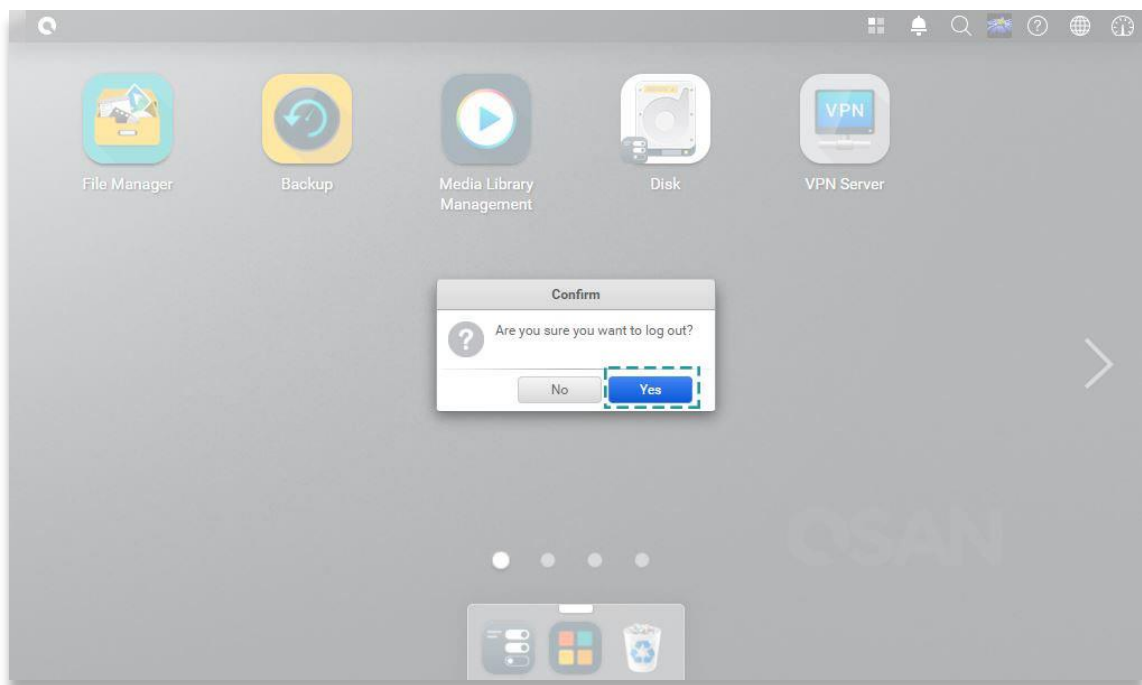 File Manager
Backup
Media Library
Management
Disk
VPN
VPN Server
Confirm
Are you sure you want to log out?
No
Yes
QSAN